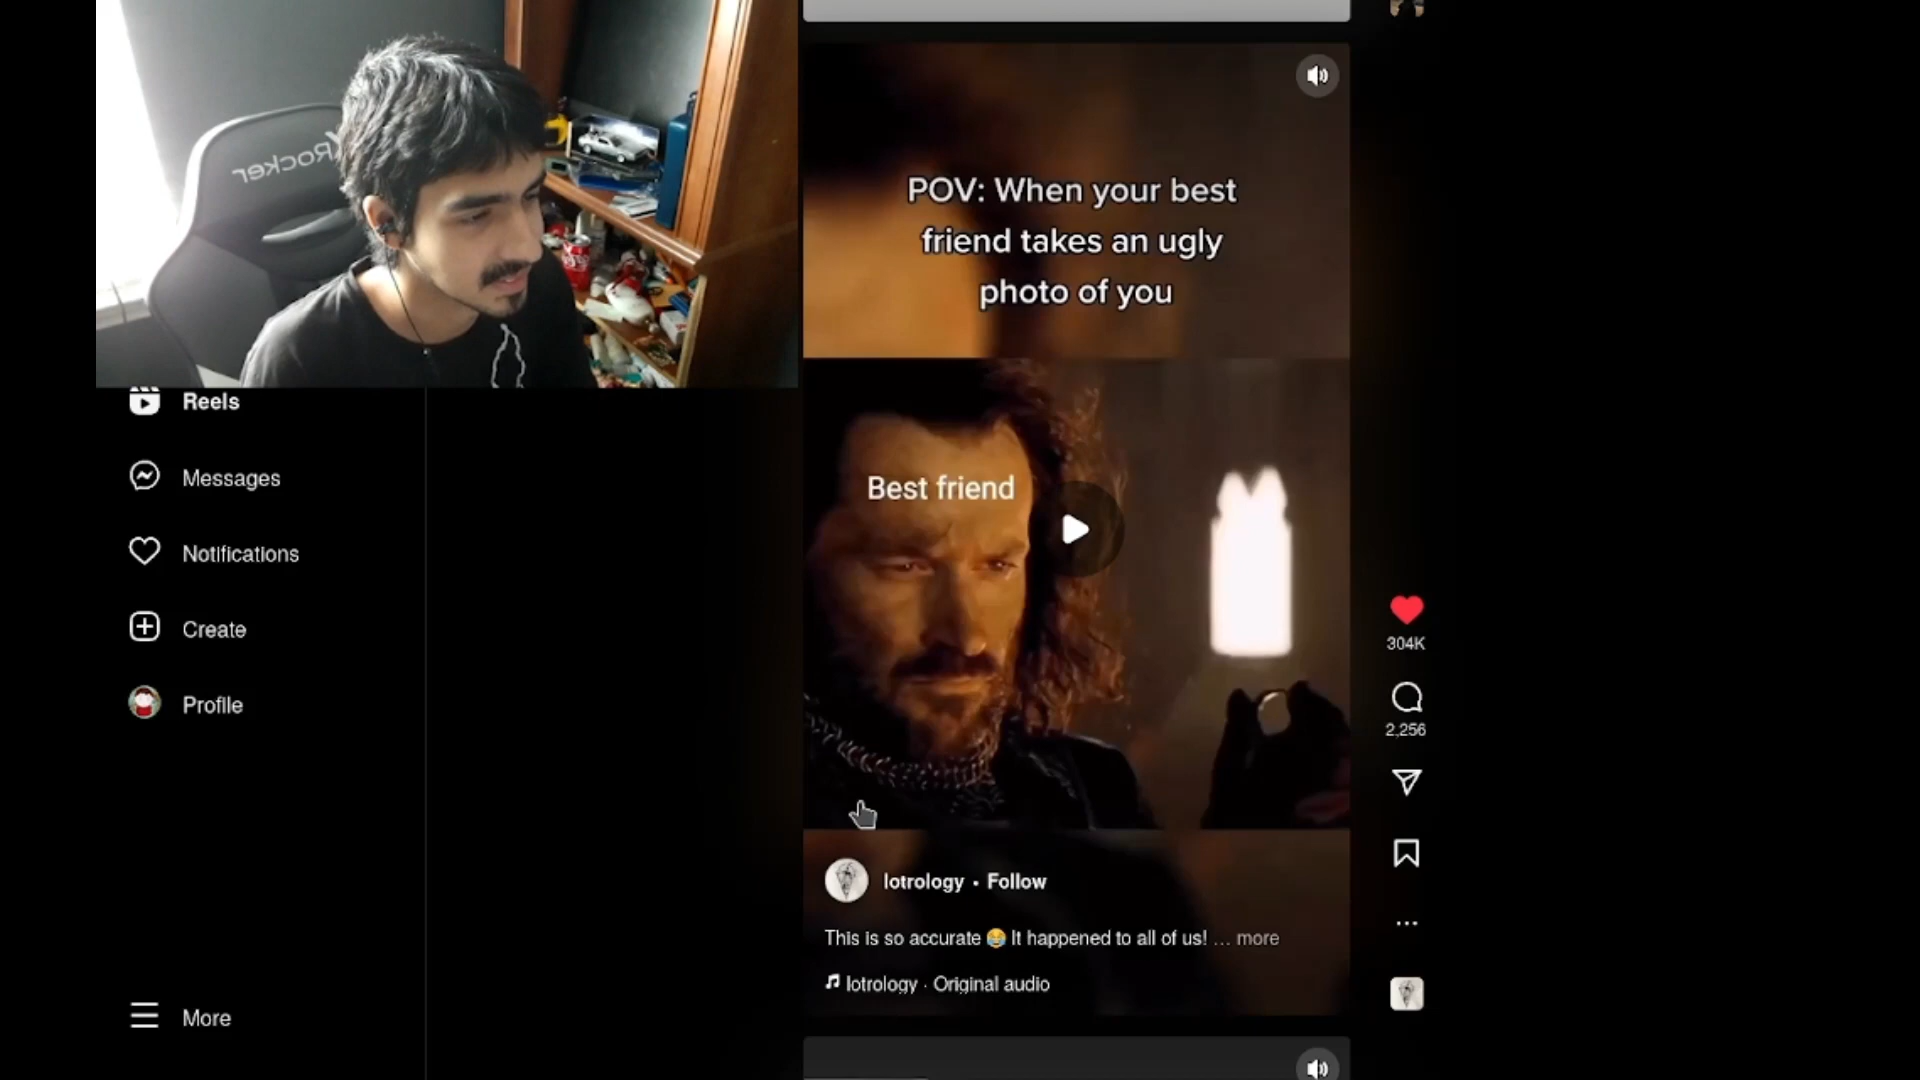 Rocker
POV: When your best
friend takes an ugly
photo of you
Best friend
Reels
Messages
Notifications
Create
Profile
More
304K
2,256
lotrology • Follow
This is so accurate 😂 It happened to all of us! ... more
lotrology · Original audio